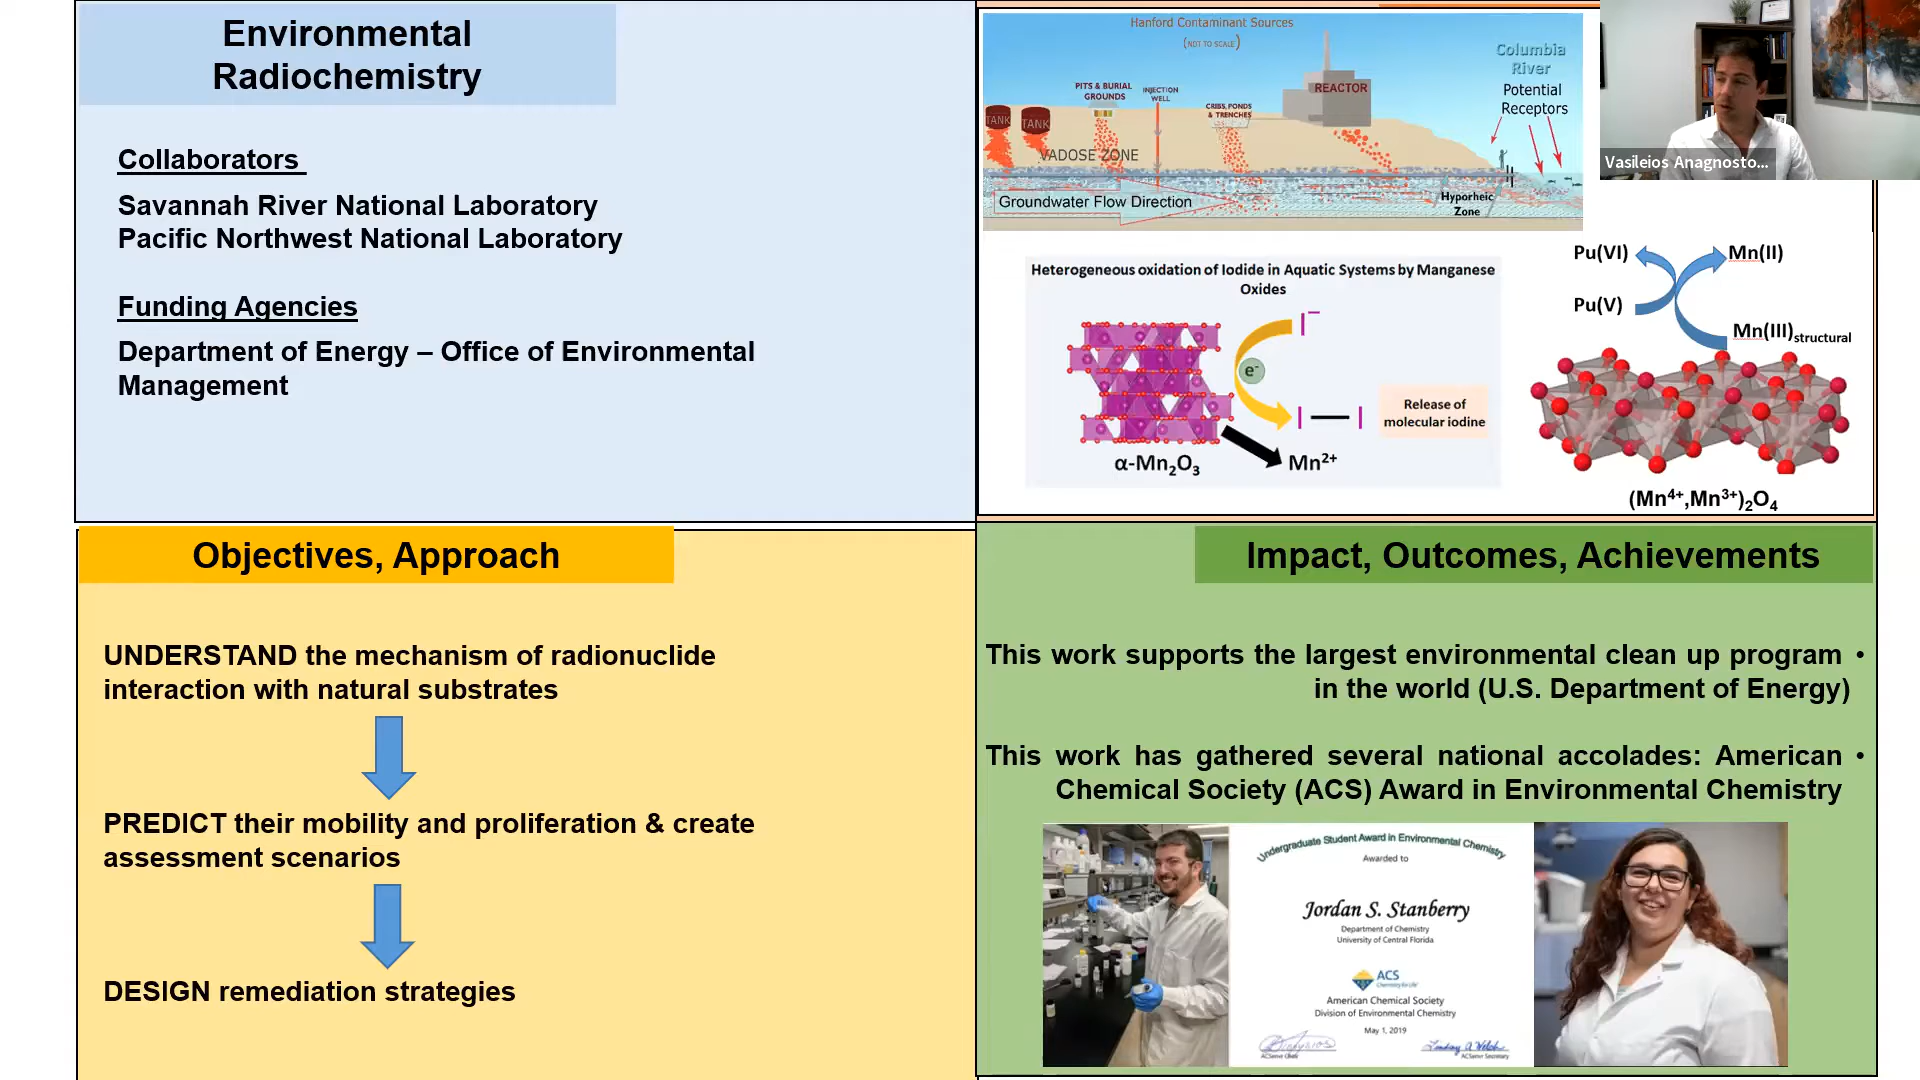 Environmental
Radiochemistry
Collaborators
Savannah River National Laboratory
Pacific Northwest National Laboratory
Funding Agencies
Department of Energy – Office of Environmental
Management
Hanford Contaminant Sources
(NOT TO SCALE)
Columbia
River
Potential
Receptors
PITS & BURIAL
GROUNDS
INJECTION
WELL
CRIBS, PONDS
& TRENCHES
REACTOR
TANK
TANK
VADOSE ZONE
Groundwater Flow Direction
Hyporheic
Zone
Vasileios Anagnosto...
Heterogeneous oxidation of Iodide in Aquatic Systems by Manganese
Oxides
I⁻
e⁻
I — I
Release of
molecular iodine
α-Mn₂O₃
Mn²⁺
Pu(VI)
Mn(II)
Pu(V)
Mn(III)structural
(Mn⁴⁺,Mn³⁺)₂O₄
Objectives, Approach
UNDERSTAND the mechanism of radionuclide
interaction with natural substrates
PREDICT their mobility and proliferation & create
assessment scenarios
DESIGN remediation strategies
Impact, Outcomes, Achievements
This work supports the largest environmental clean up program •
in the world (U.S. Department of Energy)
This work has gathered several national accolades: American •
Chemical Society (ACS) Award in Environmental Chemistry
Undergraduate Student Award in Environmental Chemistry
Awarded to
Jordan S. Stanberry
Department of Chemistry
University of Central Florida
ACS
Chemistry for Life
American Chemical Society
Division of Environmental Chemistry
May 1, 2019